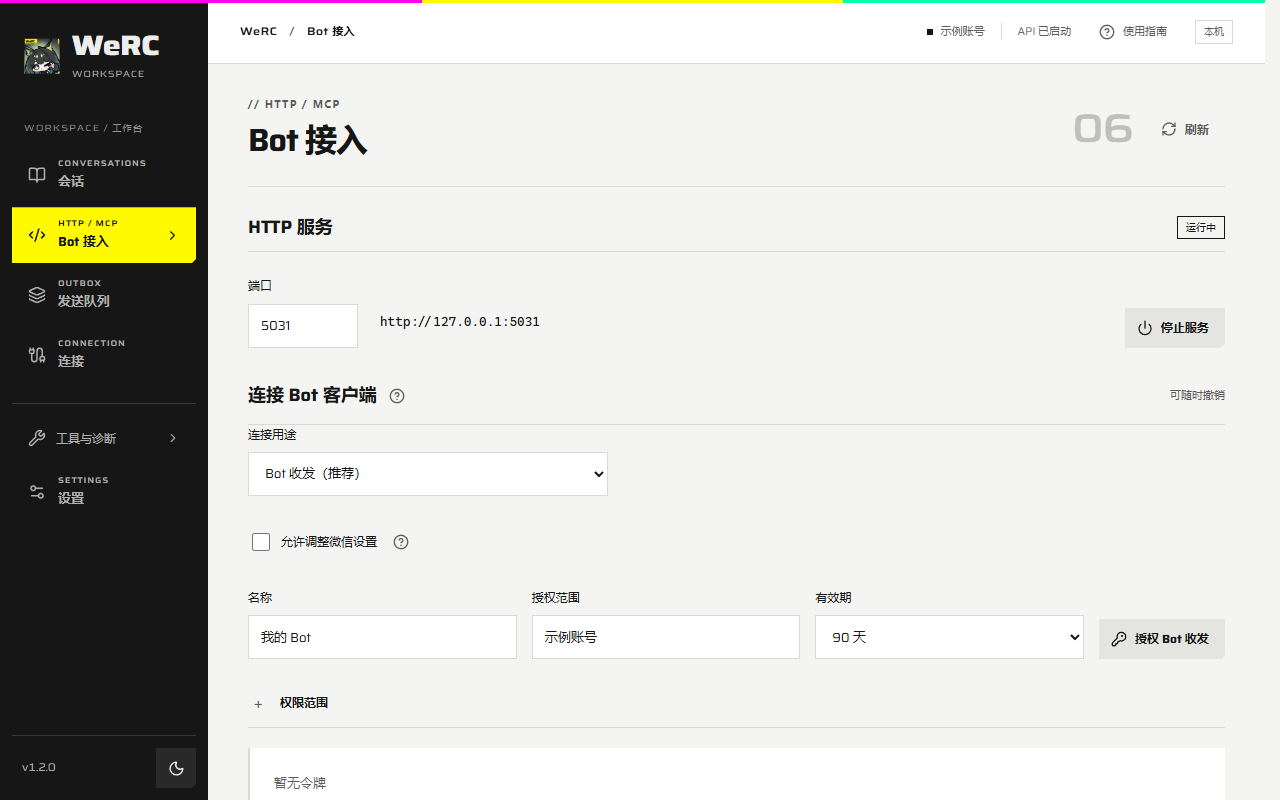 WeRC
WORKSPACE
WORKSPACE / 工作台
CONVERSATIONS
会话
HTTP / MCP
Bot 接入
OUTBOX
发送队列
CONNECTION
连接
工具与诊断
SETTINGS
设置
v1.2.0
WeRC / Bot 接入
示例账号
API 已启动
使用指南
本机
// HTTP / MCP
Bot 接入
06
刷新
HTTP 服务
运行中
端口
5031
http://127.0.0.1:5031
停止服务
连接 Bot 客户端
可随时撤销
连接用途
Bot 收发（推荐）
允许调整微信设置
名称
授权范围
有效期
我的 Bot
示例账号
90 天
授权 Bot 收发
+ 权限范围
暂无令牌